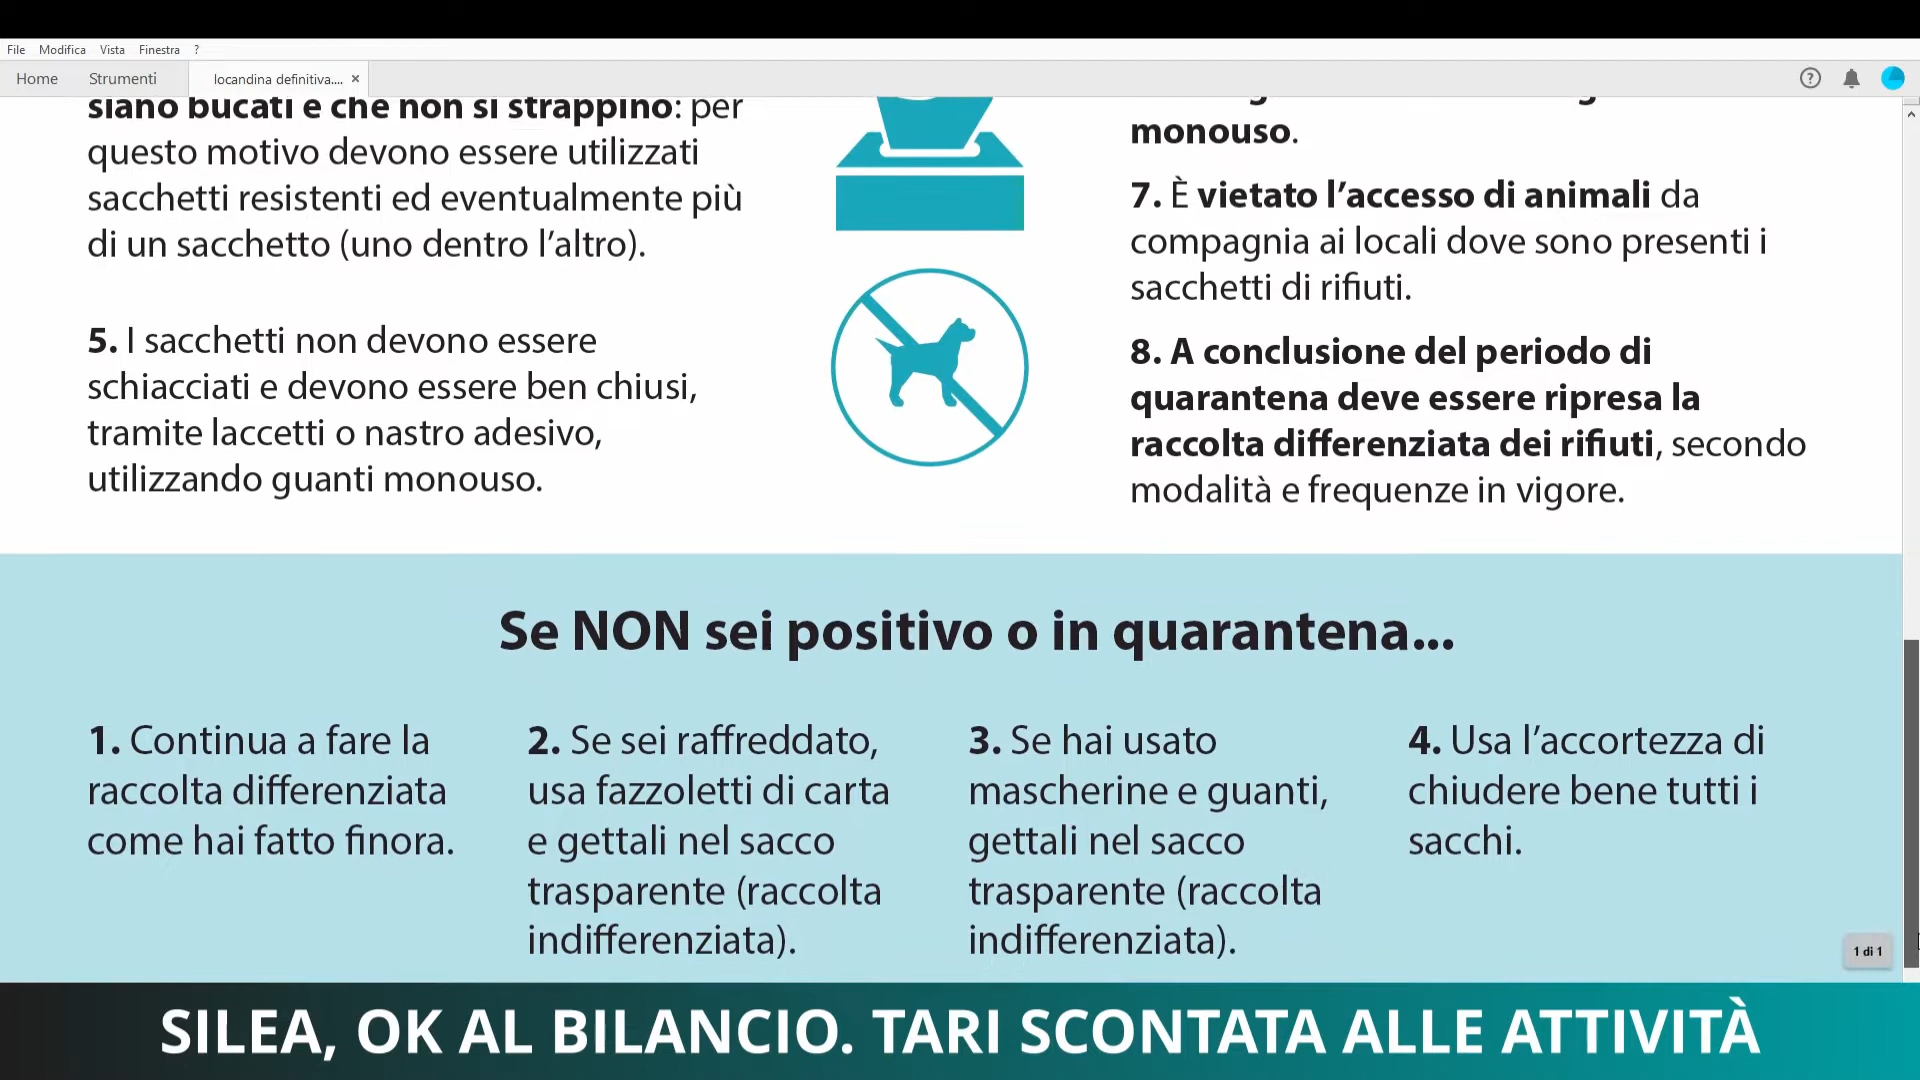 File Modifica Vista Finestra ?
Home Strumenti locandina definitiva.... ×
siano bucati e che non si strappino: per
questo motivo devono essere utilizzati
sacchetti resistenti ed eventualmente più
di un sacchetto (uno dentro l’altro).
5. I sacchetti non devono essere
schiacciati e devono essere ben chiusi,
tramite laccetti o nastro adesivo,
utilizzando guanti monouso.
monouso.
7. È vietato l’accesso di animali da
compagnia ai locali dove sono presenti i
sacchetti di rifiuti.
8. A conclusione del periodo di
quarantena deve essere ripresa la
raccolta differenziata dei rifiuti, secondo
modalità e frequenze in vigore.
Se NON sei positivo o in quarantena...
1. Continua a fare la
raccolta differenziata
come hai fatto finora.
2. Se sei raffreddato,
usa fazzoletti di carta
e gettali nel sacco
trasparente (raccolta
indifferenziata).
3. Se hai usato
mascherine e guanti,
gettali nel sacco
trasparente (raccolta
indifferenziata).
4. Usa l’accortezza di
chiudere bene tutti i
sacchi.
1 di 1
SILEA, OK AL BILANCIO. TARI SCONTATA ALLE ATTIVITÀ